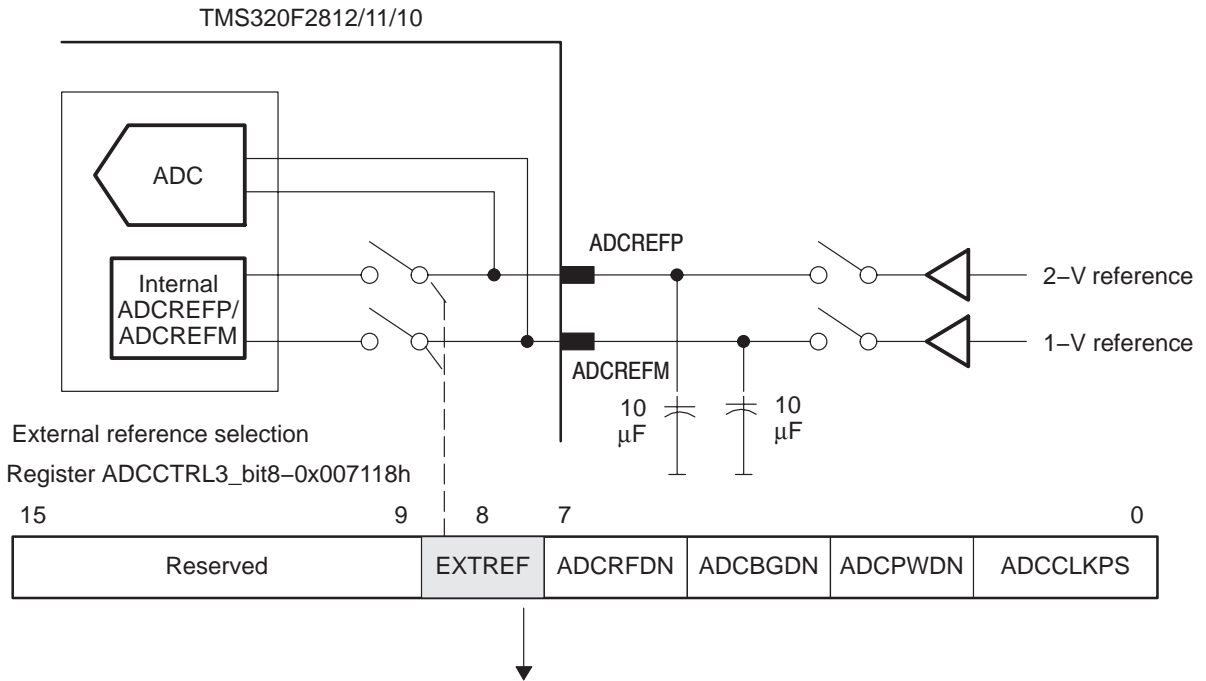 TMS320F2812/11/10
ADC
ADCREFP
Internal
ADCREFP/
ADCREFM
2–V reference
1–V reference
ADCREFM
10
μF
10
μF
External reference selection
Register ADCCTRL3_bit8–0x007118h
15 9 8 7 0
Reserved EXTREF ADCRFDN ADCBGDN ADCPWDN ADCCLKPS